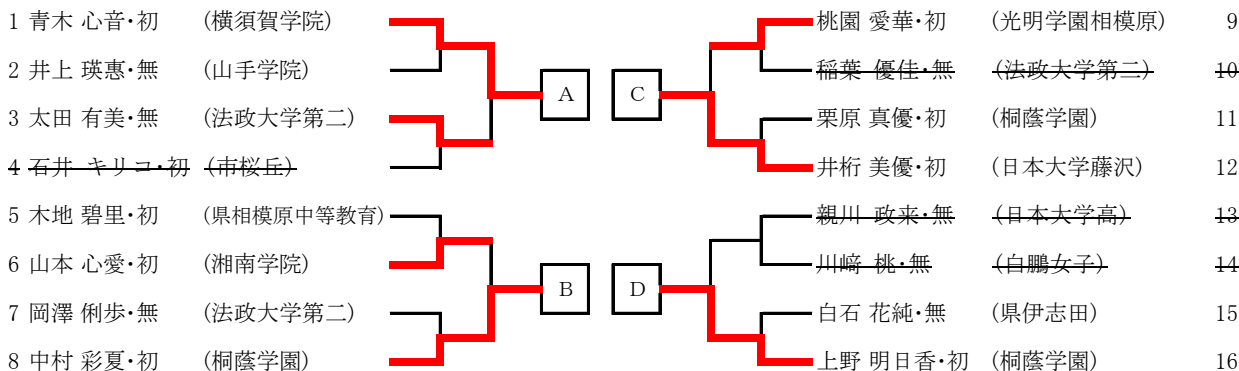 1 青木 心音・初 (横須賀学院)
2 井上 瑛惠・無 (山手学院)
3 太田 有美・無 (法政大学第二)
4 石井 キリコ・初 (市桜丘)
5 木地 碧里・初 (県相模原中等教育)
6 山本 心愛・初 (湘南学院)
7 岡澤 俐歩・無 (法政大学第二)
8 中村 彩夏・初 (桐蔭学園)
A
B
C
D
桃園 愛華・初 (光明学園相模原) 9
稲葉 優佳・無 (法政大学第二) 10
栗原 真優・初 (桐蔭学園) 11
井桁 美優・初 (日本大学藤沢) 12
親川 政来・無 (日本大学高) 13
川﨑 桃・無 (白鵬女子) 14
白石 花純・無 (県伊志田) 15
上野 明日香・初 (桐蔭学園) 16